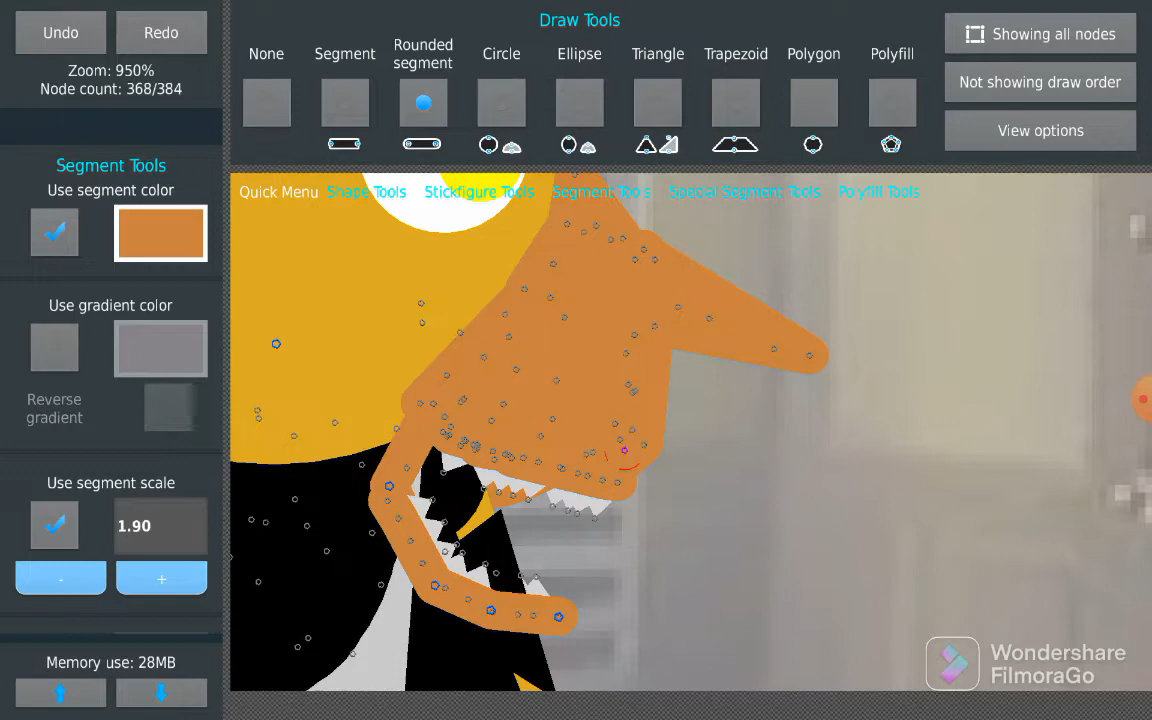 Undo
Redo
Zoom: 950%
Node count: 368/384
Segment Tools
Use segment color
Use gradient color
Reverse
gradient
Use segment scale
1.90
-
+
Memory use: 28MB
Draw Tools
None
Segment
Rounded
segment
Circle
Ellipse
Triangle
Trapezoid
Polygon
Polyfill
Showing all nodes
Not showing draw order
View options
Quick Menu
Shape Tools
Stickfigure Tools
Segment Tools
Special Segment Tools
Polyfill Tools
Wondershare
FilmoraGo